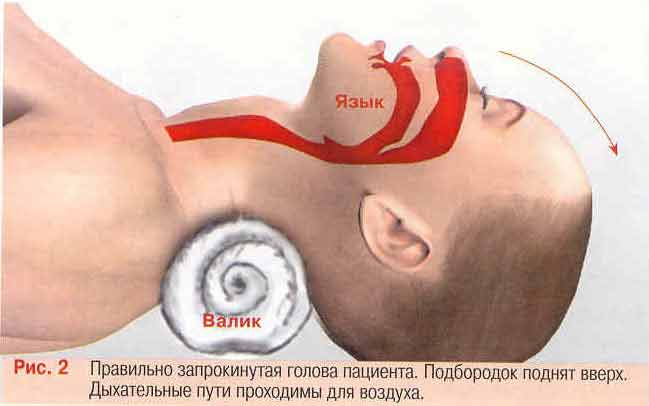 Язык
Валик
Рис. 2 Правильно запрокинутая голова пациента. Подбородок поднят вверх.
Дыхательные пути проходимы для воздуха.